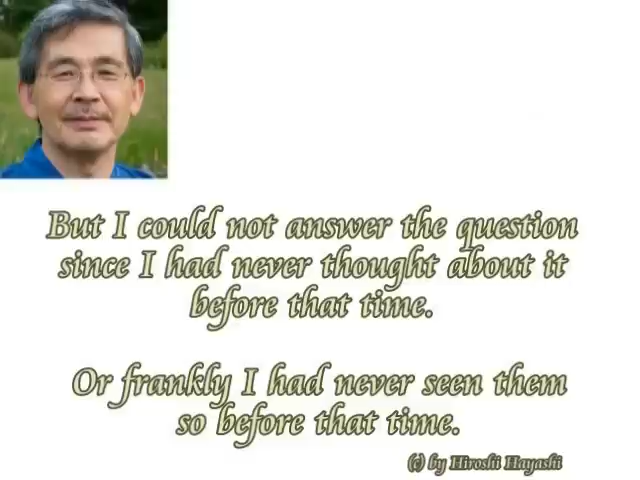 But I could not answer the question
since I had never thought about it
before that time.
Or frankly I had never seen them
so before that time.
(c) by Hiroshi Hayashi